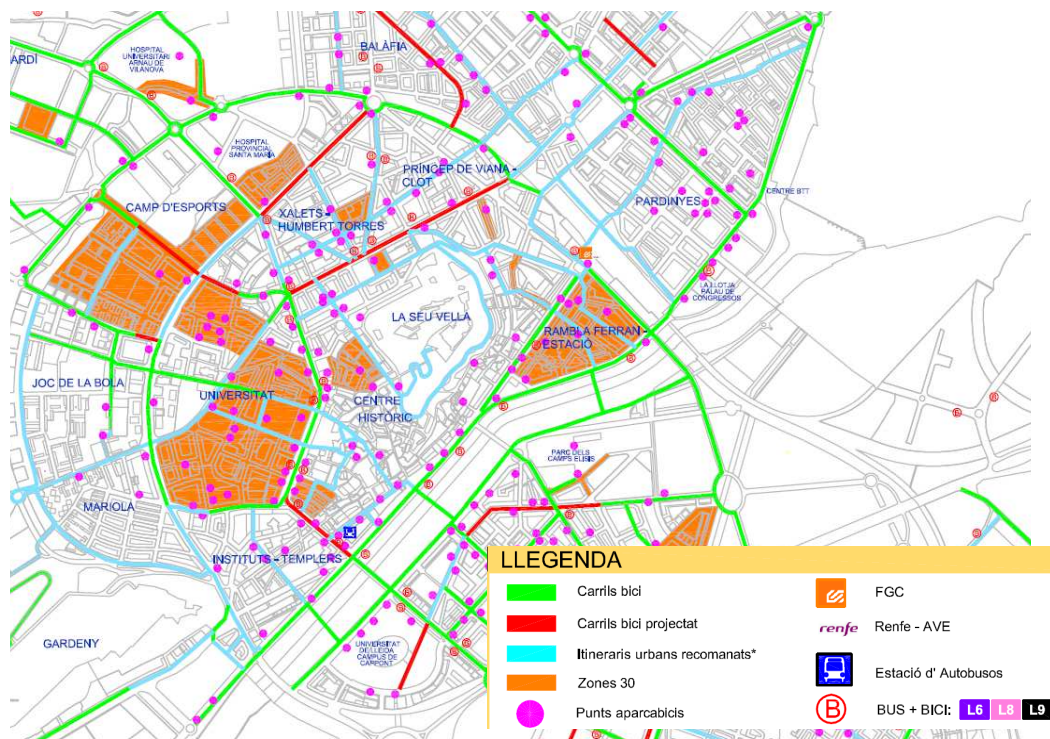 BALÀFIA
HOSPITAL
UNIVERSITARI
ARNAU DE
VILANOVA
ARDÍ
HOSPITAL
PROVINCIAL
SANTA MARIA
PRÍNCEP DE VIANA -
CLOT
CAMP D'ESPORTS
XALETS -
HUMBERT TORRES
PARDINYES
CENTRE BTT
LA LLOTJA
PALAU DE
CONGRESSOS
LA SEU VELLA
RAMBLA FERRAN -
ESTACIÓ
JOC DE LA BOLA
UNIVERSITAT
CENTRE
HISTÒRIC
PARC DELS
CAMPS ELISIS
MARIOLA
INSTITUTS - TEMPLERS
GARDENY
UNIVERSITAT
DE LLEIDA
CAMPUS DE
CAPPONT
LLEGENDA
Carrils bici
Carrils bici projectat
Itineraris urbans recomanats*
Zones 30
Punts aparcabicis
FGC
renfe Renfe - AVE
Estació d' Autobusos
B BUS + BICI: L6 L8 L9